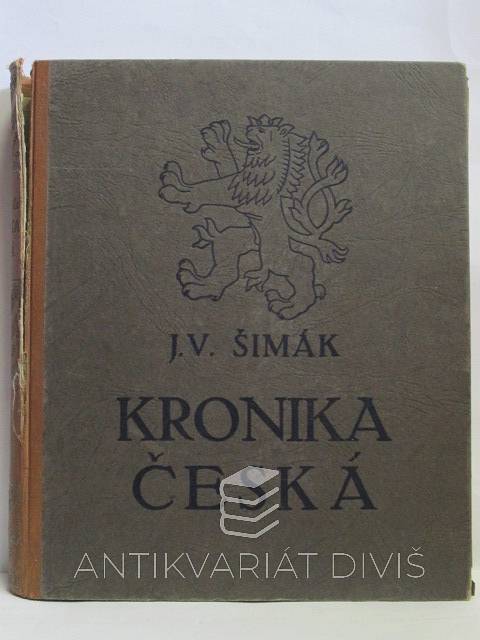 J.V. ŠIMÁK
KRONIKA
ČESKÁ
ANTIKVARIÁT DIVIŠ